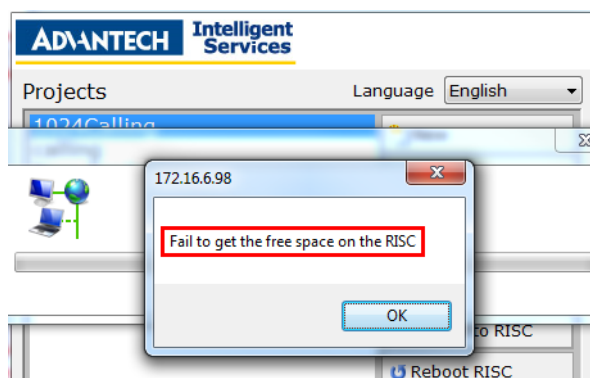 ADVANTECH Intelligent Services
Projects
Language English
1024Calling
172.16.6.98
Fail to get the free space on the RISC
OK
to RISC
Reboot RISC